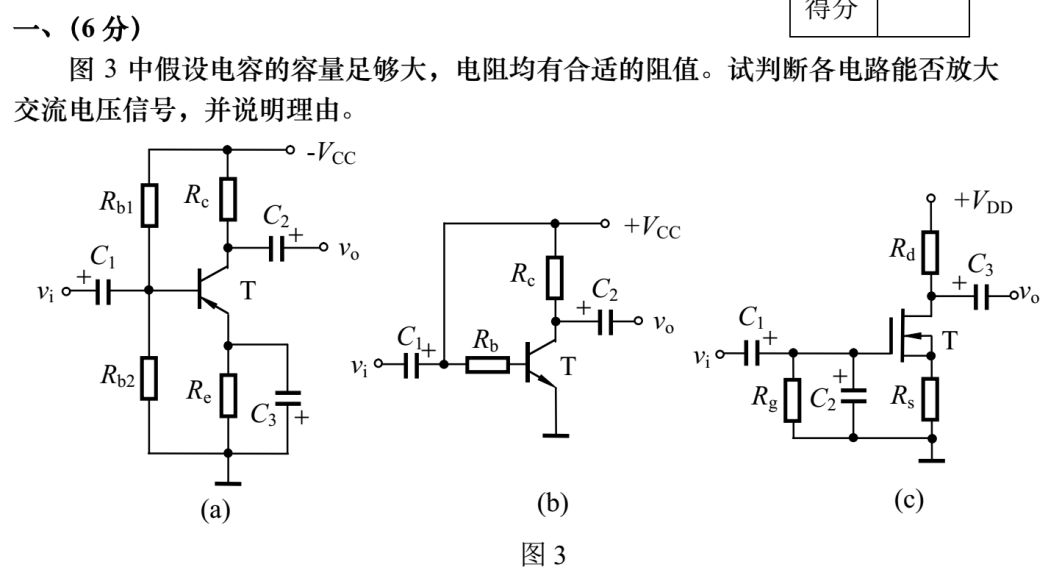 得分
一、（6 分）
图 3 中假设电容的容量足够大，电阻均有合适的阻值。试判断各电路能否放大
交流电压信号，并说明理由。
-VCC
Rb1
Rc
C2
+
vo
C1
+
vi
T
Rb2
Re
C3
+
(a)
+VCC
Rc
C2
+
vo
C1
+
Rb
vi
T
(b)
+VDD
Rd
C3
+
vo
C1
+
vi
T
Rg
C2
+
Rs
(c)
图 3